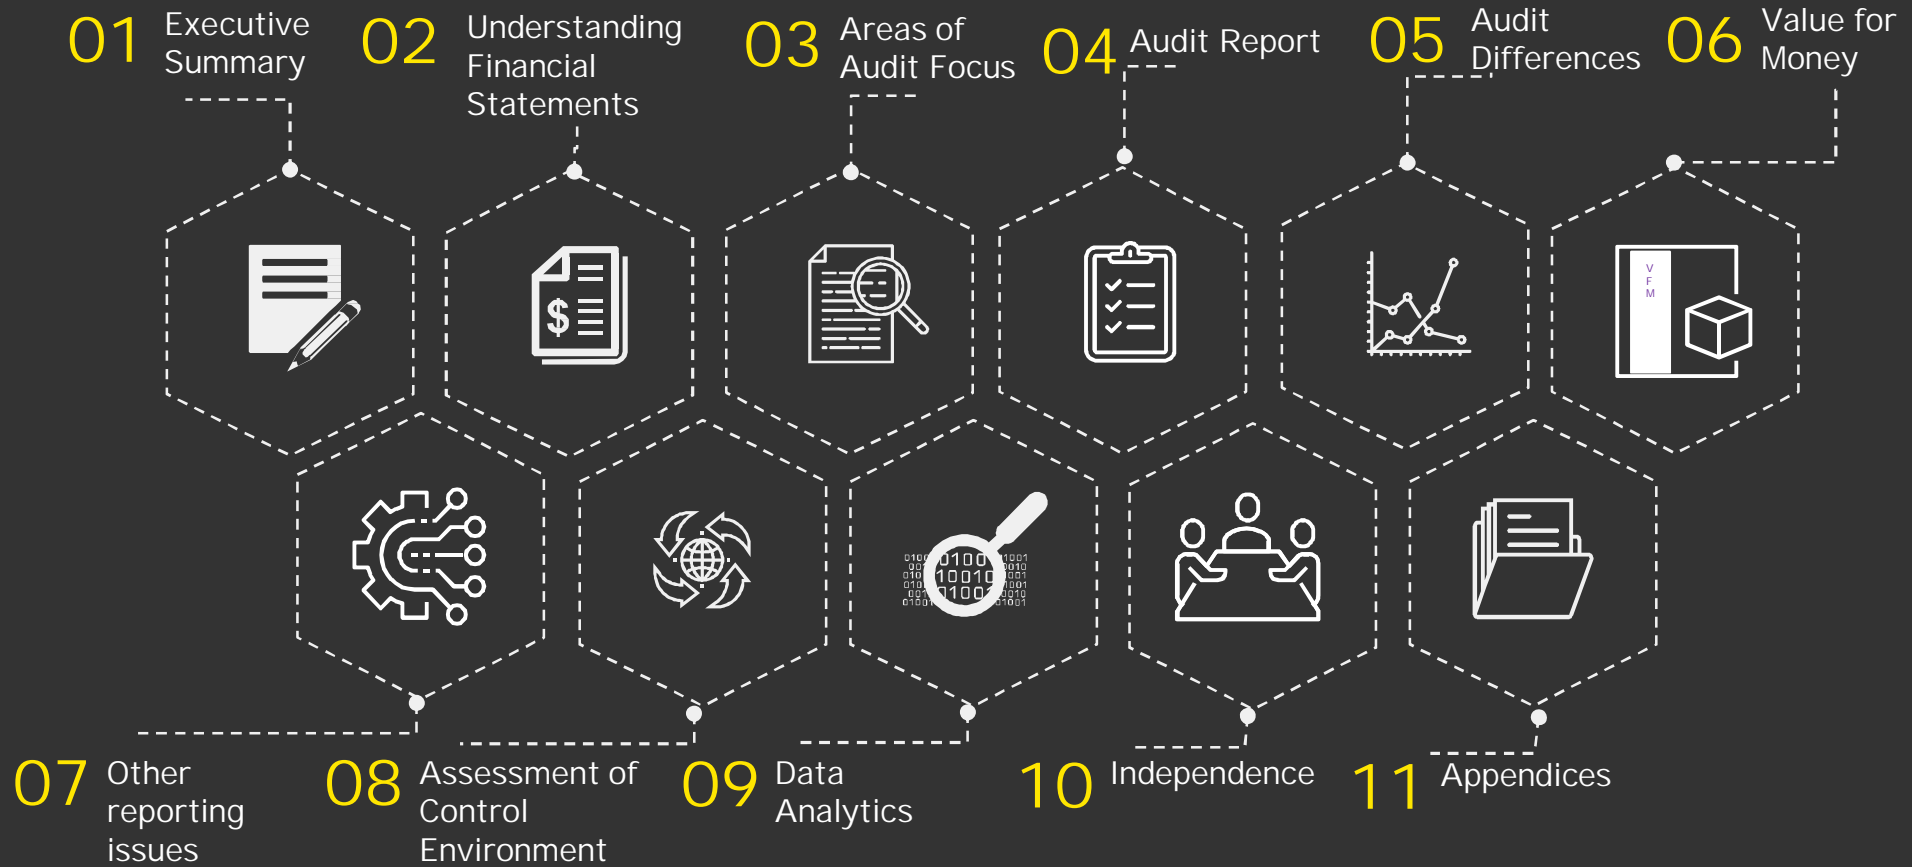 01 Executive
Summary
02 Understanding
Financial
Statements
03 Areas of
Audit Focus
04 Audit Report
05 Audit
Differences
06 Value for
Money
$
V
F
M
07 Other
reporting
issues
08 Assessment of
Control
Environment
09 Data
Analytics
10 Independence
11 Appendices